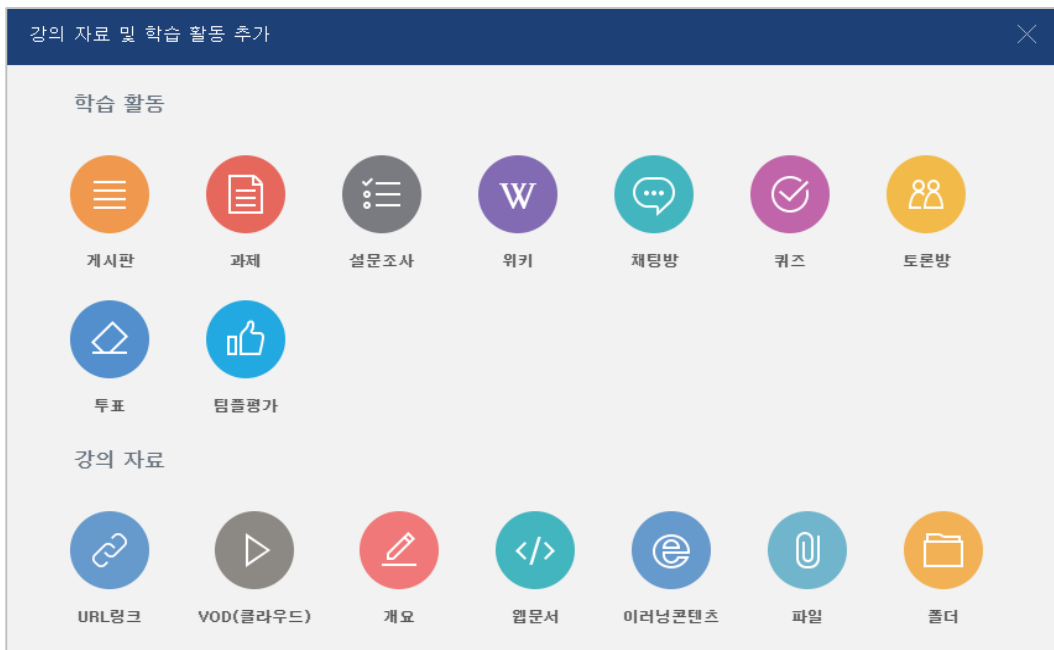 강의 자료 및 학습 활동 추가
학습 활동
게시판 과제 설문조사 위키 채팅방 퀴즈 토론방
투표 팀플평가
강의 자료
URL링크 VOD(클라우드) 개요 웹문서 이러닝콘텐츠 파일 폴더